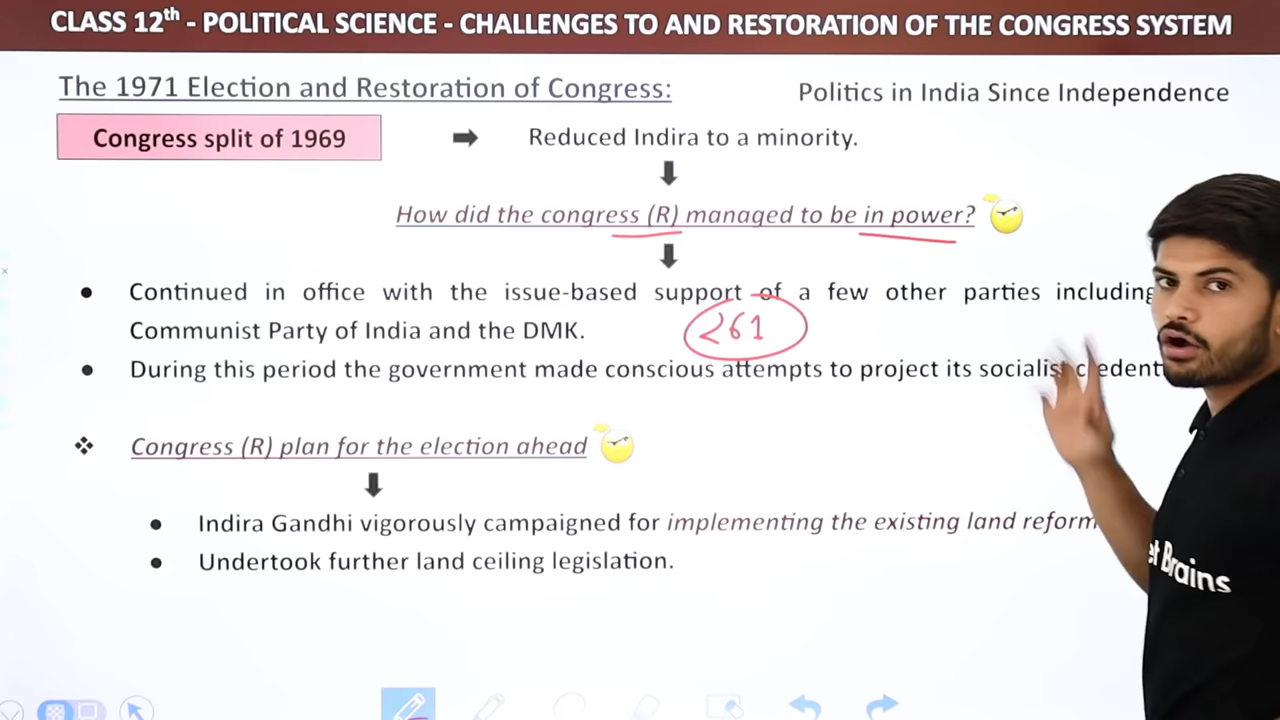 CLASS 12th - POLITICAL SCIENCE - CHALLENGES TO AND RESTORATION OF THE CONGRESS SYSTEM
The 1971 Election and Restoration of Congress:
Politics in India Since Independence
Congress split of 1969
Reduced Indira to a minority.
How did the congress (R) managed to be in power?
Continued in office with the issue-based support of a few other parties including
Communist Party of India and the DMK.
261
During this period the government made conscious attempts to project its socialist
Congress (R) plan for the election ahead
Indira Gandhi vigorously campaigned for implementing the existing land reform
Undertook further land ceiling legislation.
Brains